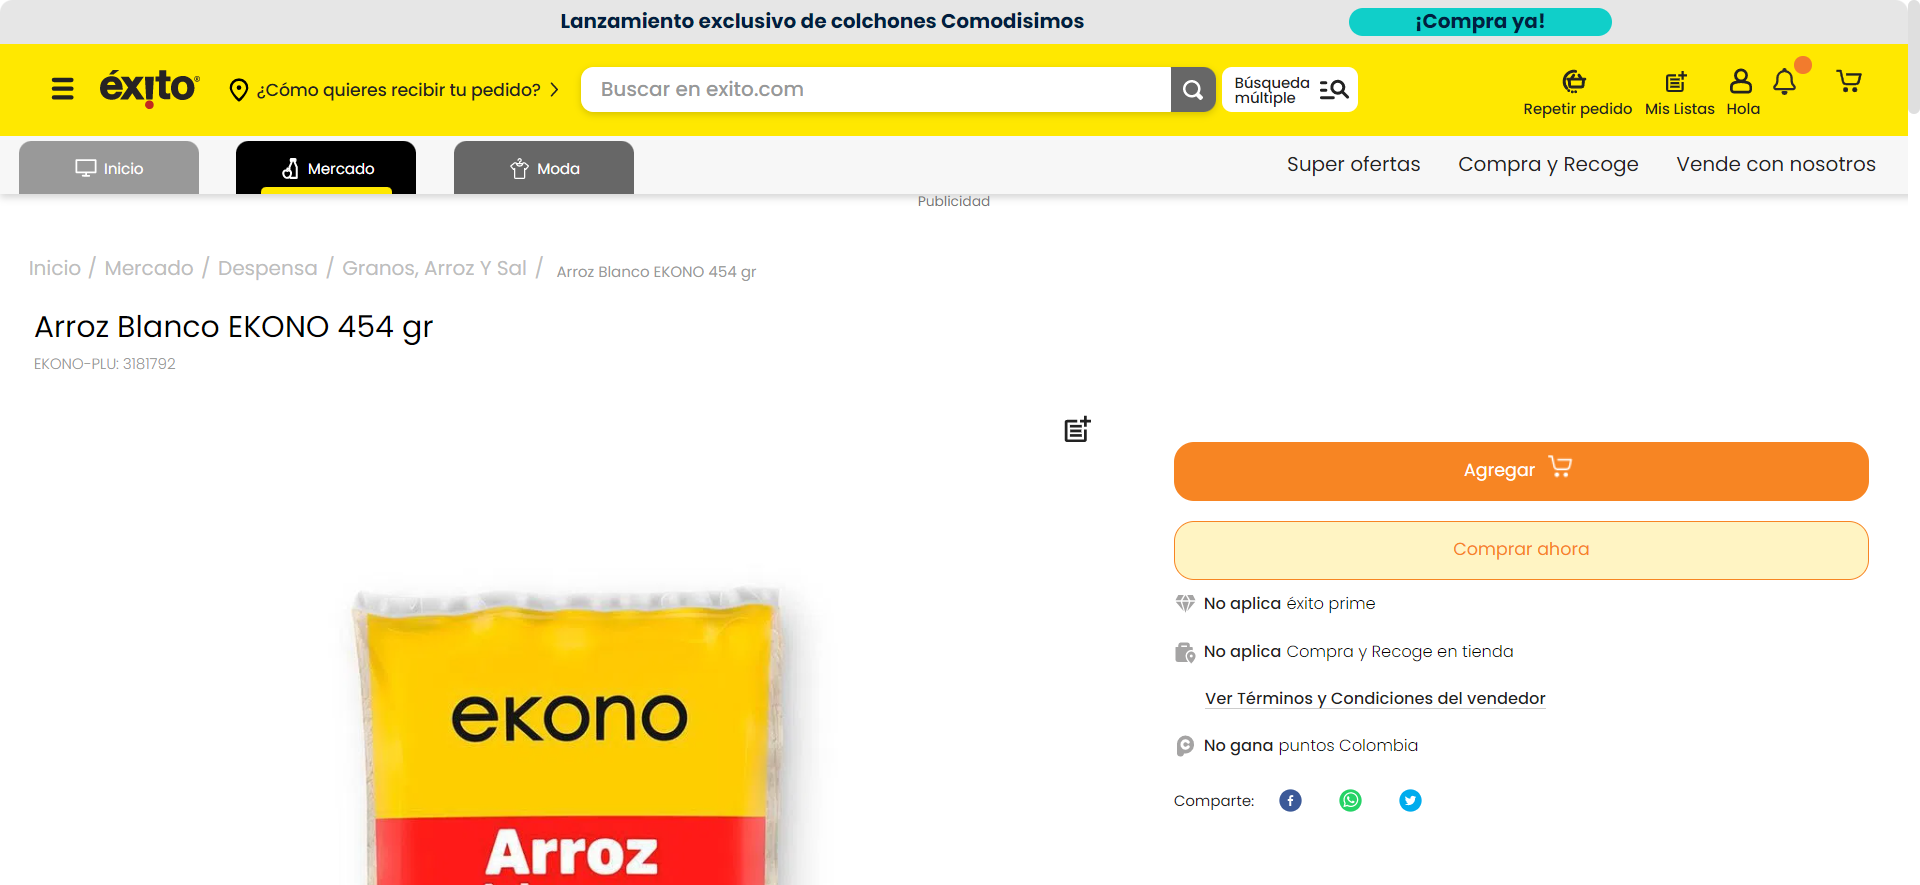 Lanzamiento exclusivo de colchones Comodisimos
¡Compra ya!
éxito
¿Cómo quieres recibir tu pedido?
Buscar en exito.com
Búsqueda
múltiple
Repetir pedido
Mis Listas
Hola
Inicio
Mercado
Moda
Super ofertas
Compra y Recoge
Vende con nosotros
Publicidad
Inicio / Mercado / Despensa / Granos, Arroz Y Sal / Arroz Blanco EKONO 454 gr
Arroz Blanco EKONO 454 gr
EKONO-PLU: 3181792
Agregar
Comprar ahora
No aplica éxito prime
No aplica Compra y Recoge en tienda
Ver Términos y Condiciones del vendedor
No gana puntos Colombia
Comparte:
ekono
Arroz